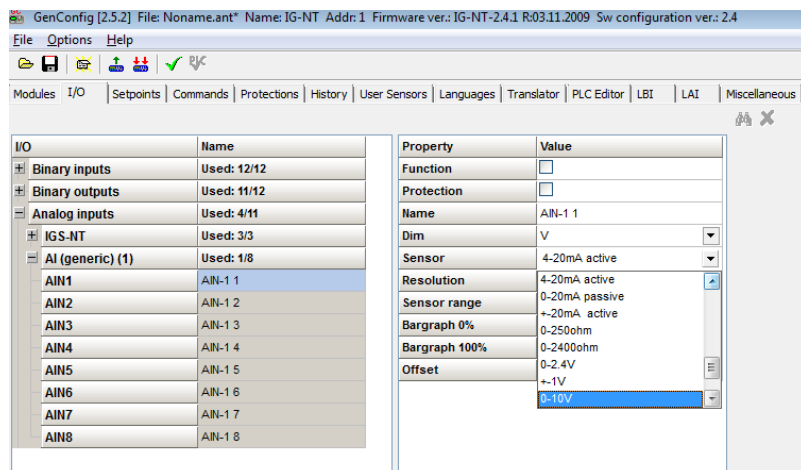 GenConfig [2.5.2] File: Noname.ant* Name: IG-NT Addr: 1 Firmware ver.: IG-NT-2.4.1 R:03.11.2009 Sw configuration ver.: 2.4
File Options Help
Modules I/O Setpoints Commands Protections History User Sensors Languages Translator PLC Editor LBI LAI Miscellaneous
I/O Name
Binary inputs Used: 12/12
Binary outputs Used: 11/12
Analog inputs Used: 4/11
IGS-NT Used: 3/3
AI (generic) (1) Used: 1/8
AIN1 AIN-1 1
AIN2 AIN-1 2
AIN3 AIN-1 3
AIN4 AIN-1 4
AIN5 AIN-1 5
AIN6 AIN-1 6
AIN7 AIN-1 7
AIN8 AIN-1 8
Property Value
Function
Protection
Name AIN-1 1
Dim V
Sensor 4-20mA active
Resolution
Sensor range
Bargraph 0%
Bargraph 100%
Offset
4-20mA active
0-20mA passive
+-20mA active
0-250ohm
0-2400ohm
0-2.4V
+-1V
0-10V